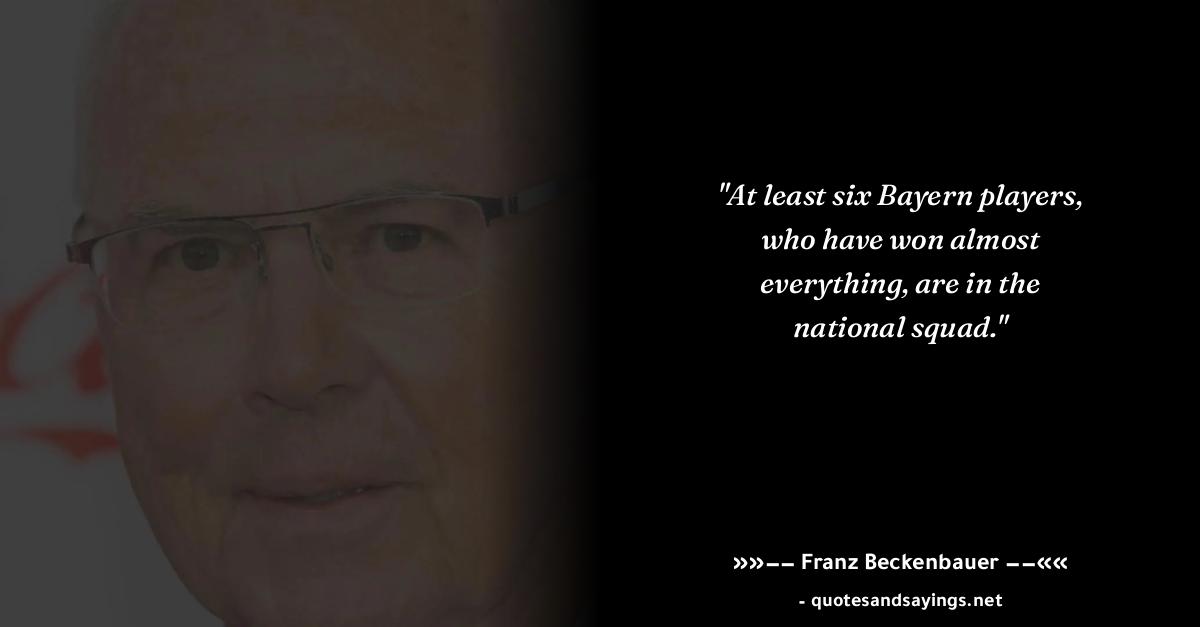 "At least six Bayern players,
who have won almost
everything, are in the
national squad."
»»–– Franz Beckenbauer ––««
- quotesandsayings.net